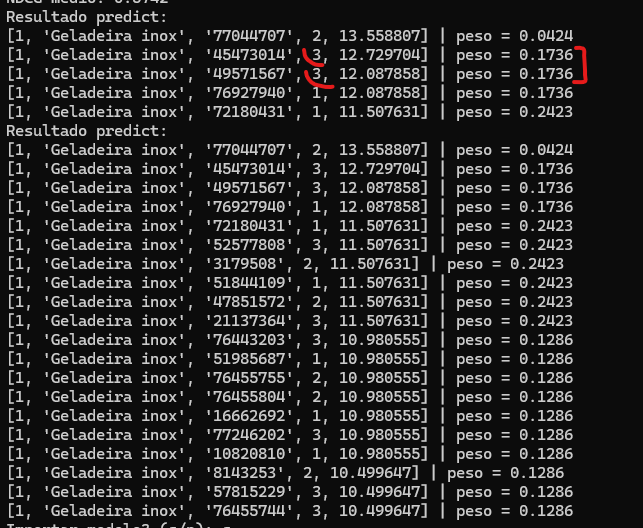 Resultado predict:
[1, 'Geladeira inox', '77044707', 2, 13.558807] | peso = 0.0424
[1, 'Geladeira inox', '45473014', 3, 12.729704] | peso = 0.1736
[1, 'Geladeira inox', '49571567', 3, 12.087858] | peso = 0.1736
[1, 'Geladeira inox', '76927940', 1, 12.087858] | peso = 0.1736
[1, 'Geladeira inox', '72180431', 1, 11.507631] | peso = 0.2423
Resultado predict:
[1, 'Geladeira inox', '77044707', 2, 13.558807] | peso = 0.0424
[1, 'Geladeira inox', '45473014', 3, 12.729704] | peso = 0.1736
[1, 'Geladeira inox', '49571567', 3, 12.087858] | peso = 0.1736
[1, 'Geladeira inox', '76927940', 1, 12.087858] | peso = 0.1736
[1, 'Geladeira inox', '72180431', 1, 11.507631] | peso = 0.2423
[1, 'Geladeira inox', '52577808', 3, 11.507631] | peso = 0.2423
[1, 'Geladeira inox', '3179508', 2, 11.507631] | peso = 0.2423
[1, 'Geladeira inox', '51844109', 1, 11.507631] | peso = 0.2423
[1, 'Geladeira inox', '47851572', 2, 11.507631] | peso = 0.2423
[1, 'Geladeira inox', '21137364', 3, 11.507631] | peso = 0.2423
[1, 'Geladeira inox', '76443203', 3, 10.980555] | peso = 0.1286
[1, 'Geladeira inox', '51985687', 1, 10.980555] | peso = 0.1286
[1, 'Geladeira inox', '76455755', 2, 10.980555] | peso = 0.1286
[1, 'Geladeira inox', '76455804', 2, 10.980555] | peso = 0.1286
[1, 'Geladeira inox', '16662692', 1, 10.980555] | peso = 0.1286
[1, 'Geladeira inox', '77246202', 3, 10.980555] | peso = 0.1286
[1, 'Geladeira inox', '10820810', 1, 10.980555] | peso = 0.1286
[1, 'Geladeira inox', '8143253', 2, 10.499647] | peso = 0.1286
[1, 'Geladeira inox', '57815229', 3, 10.499647] | peso = 0.1286
[1, 'Geladeira inox', '76455744', 3, 10.499647] | peso = 0.1286